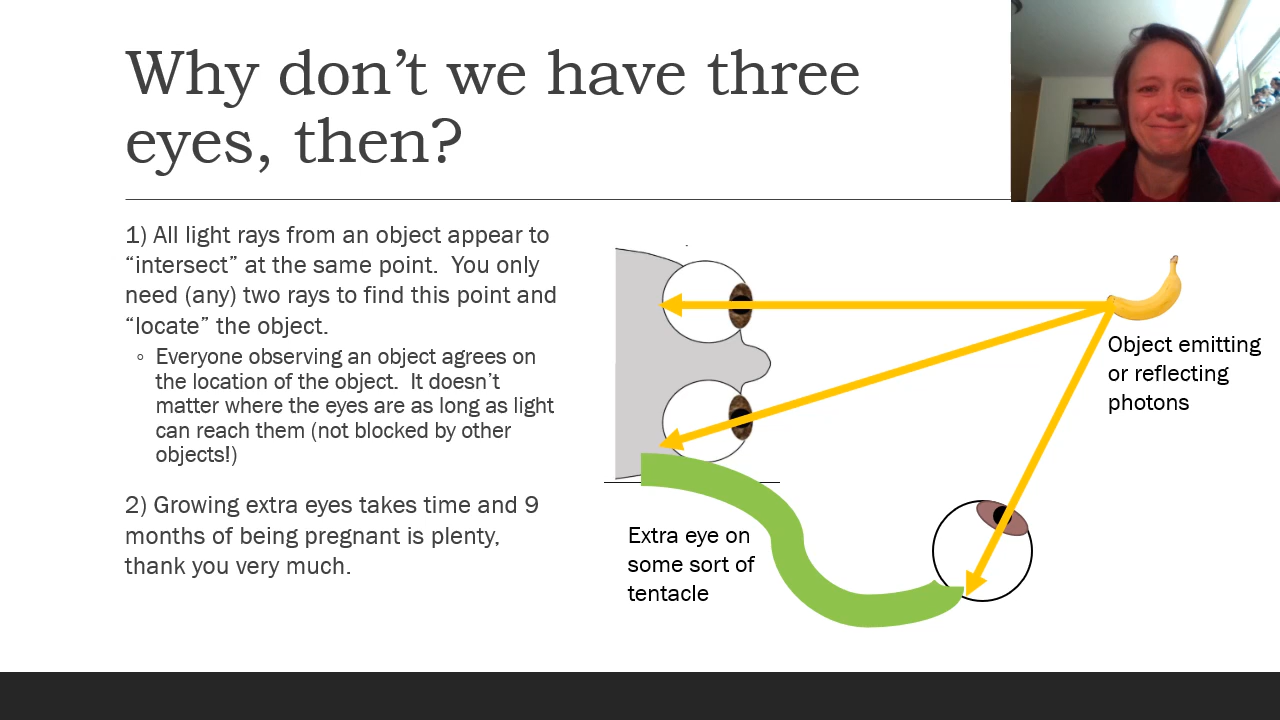 Why don’t we have three
eyes, then?
1) All light rays from an object appear to
“intersect” at the same point.  You only
need (any) two rays to find this point and
“locate” the object.
◦ Everyone observing an object agrees on
the location of the object.  It doesn’t
matter where the eyes are as long as light
can reach them (not blocked by other
objects!)
2) Growing extra eyes takes time and 9
months of being pregnant is plenty,
thank you very much.
Object emitting
or reflecting
photons
Extra eye on
some sort of
tentacle